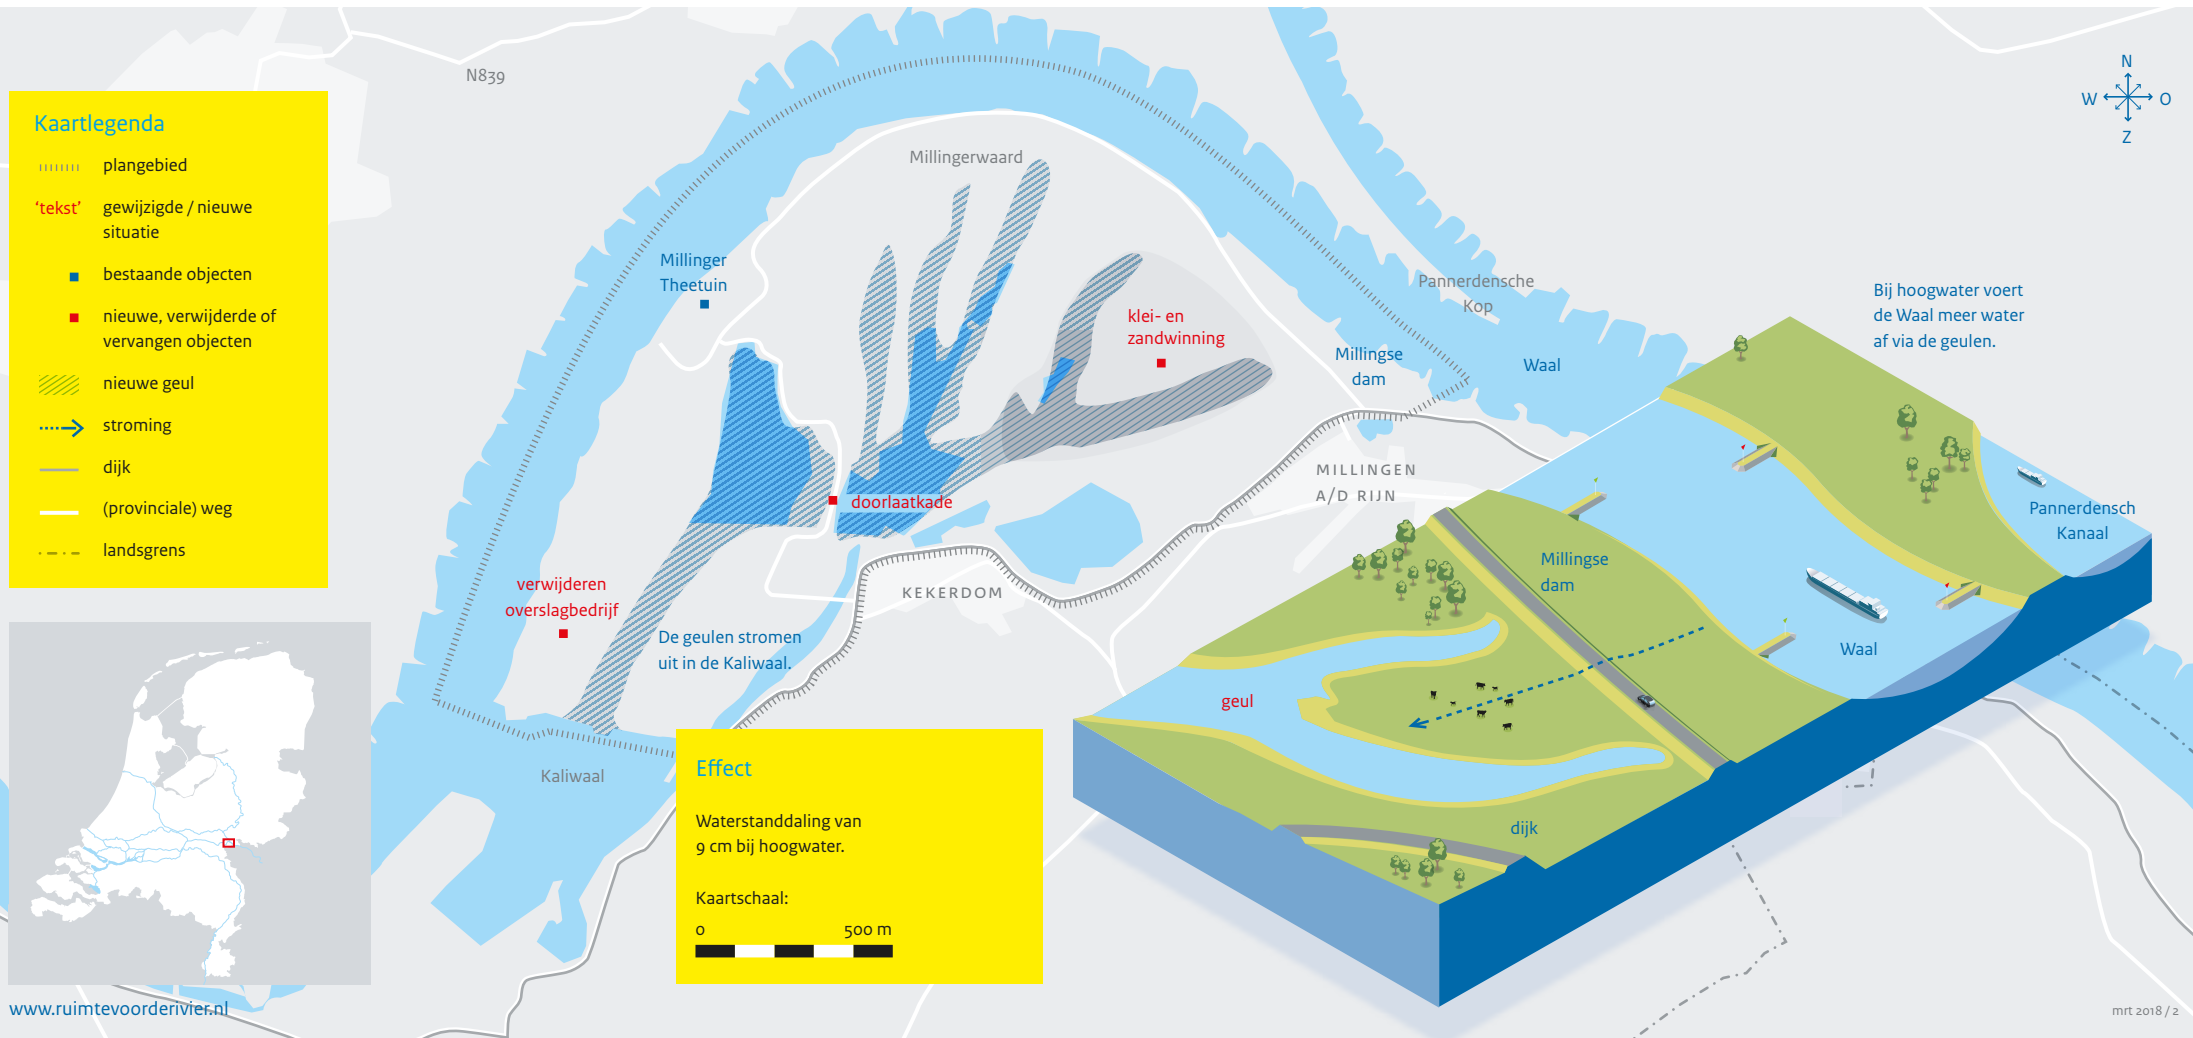 N839
N
W
O
Z
Kaartlegenda
plangebied
'tekst'
gewijzigde / nieuwe
situatie
bestaande objecten
nieuwe, verwijderde of
vervangen objecten
nieuwe geul
stroming
dijk
(provinciale) weg
landsgrens
Millingerwaard
Millinger
Theetuin
klei- en
zandwinning
Pannerdensche
Kop
Millingse
dam
Waal
MILLINGEN
A/D RIJN
doorlaatkade
KEKERDOM
verwijderen
overslagbedrijf
De geulen stromen
uit in de Kaliwaal.
Kaliwaal
Bij hoogwater voert
de Waal meer water
af via de geulen.
Pannerdensch
Kanaal
Millingse
dam
Waal
geul
dijk
Effect
Waterstanddaling van
9 cm bij hoogwater.
Kaartschaal:
0
500 m
www.ruimtevoorderivier.nl
mrt 2018 / 2